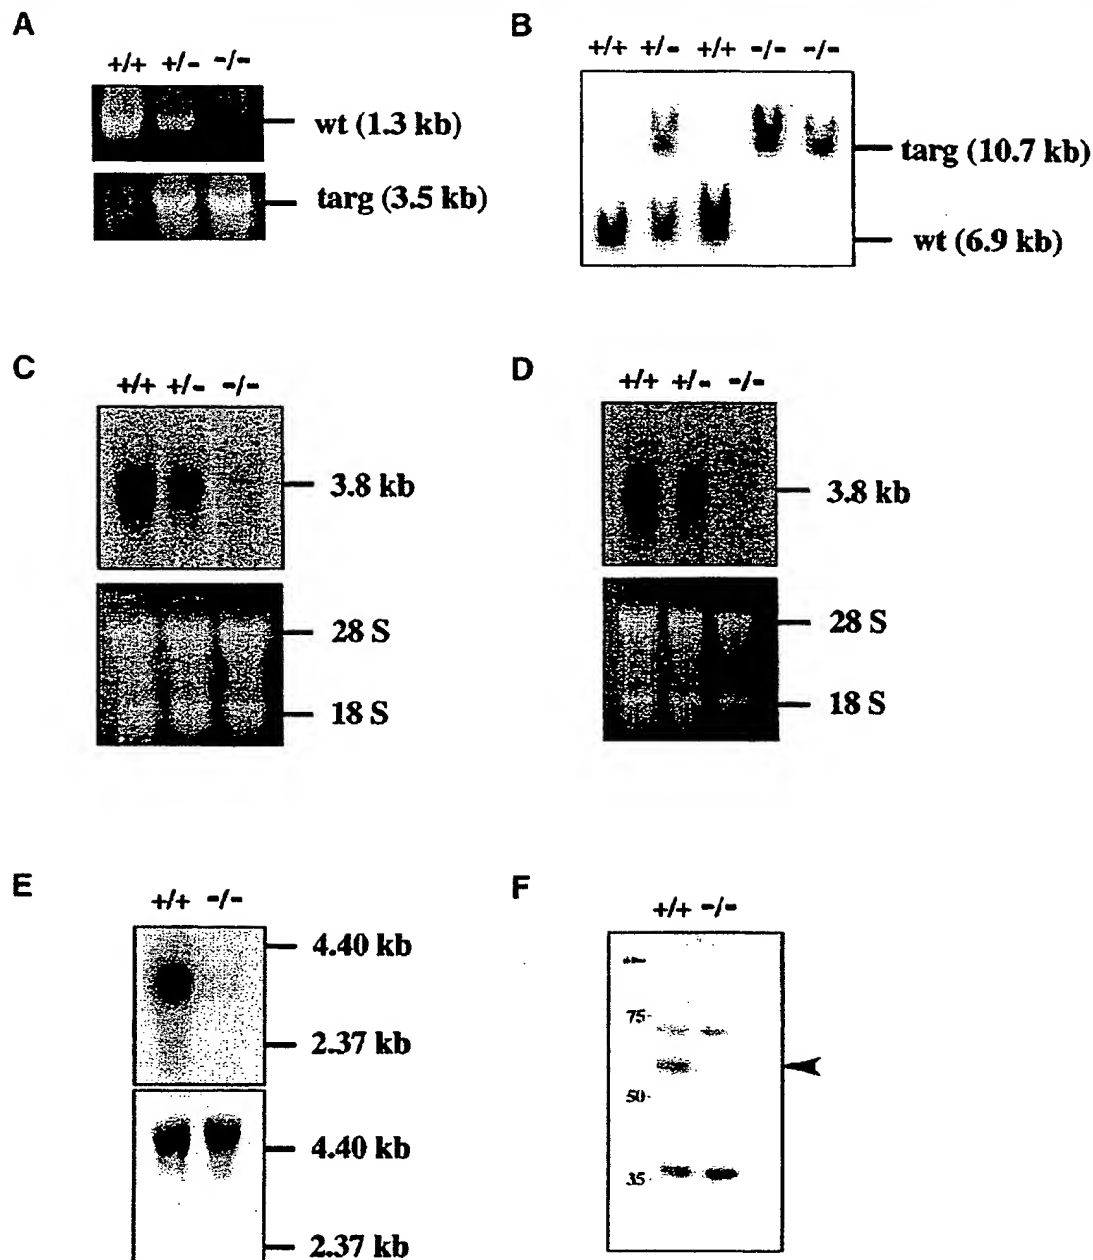 A
+/+ +/- -/-
wt (1.3 kb)
targ (3.5 kb)
B
+/+ +/- +/+ -/- -/-
targ (10.7 kb)
wt (6.9 kb)
C
+/+ +/- -/-
3.8 kb
28 S
18 S
D
+/+ +/- -/-
3.8 kb
28 S
18 S
E
+/+ -/-
4.40 kb
2.37 kb
4.40 kb
2.37 kb
F
+/+ -/-
75-
50-
35-